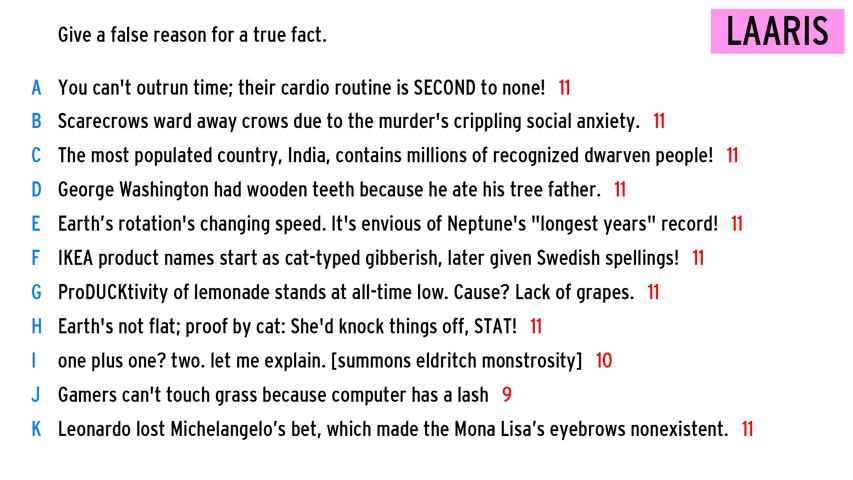 Give a false reason for a true fact.
LAARIS
A You can't outrun time; their cardio routine is SECOND to none! 11
B Scarecrows ward away crows due to the murder's crippling social anxiety. 11
C The most populated country, India, contains millions of recognized dwarven people! 11
D George Washington had wooden teeth because he ate his tree father. 11
E Earth’s rotation's changing speed. It's envious of Neptune's "longest years" record! 11
F IKEA product names start as cat-typed gibberish, later given Swedish spellings! 11
G ProDUCKtivity of lemonade stands at all-time low. Cause? Lack of grapes. 11
H Earth's not flat; proof by cat: She'd knock things off, STAT! 11
I one plus one? two. let me explain. [summons eldritch monstrosity] 10
J Gamers can't touch grass because computer has a lash 9
K Leonardo lost Michelangelo’s bet, which made the Mona Lisa’s eyebrows nonexistent. 11